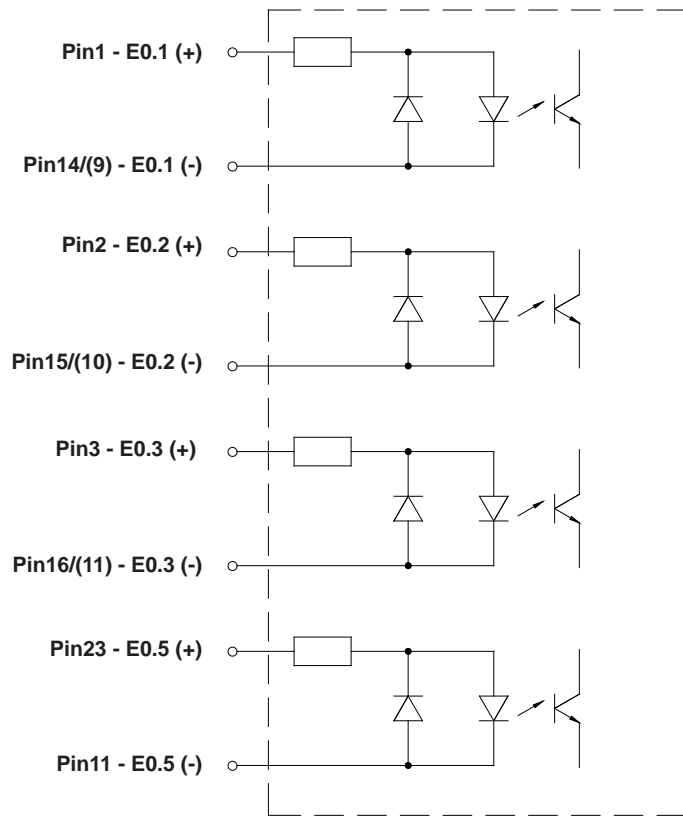 Pin1 - E0.1 (+)
Pin14/(9) - E0.1 (-)
Pin2 - E0.2 (+)
Pin15/(10) - E0.2 (-)
Pin3 - E0.3 (+)
Pin16/(11) - E0.3 (-)
Pin23 - E0.5 (+)
Pin11 - E0.5 (-)